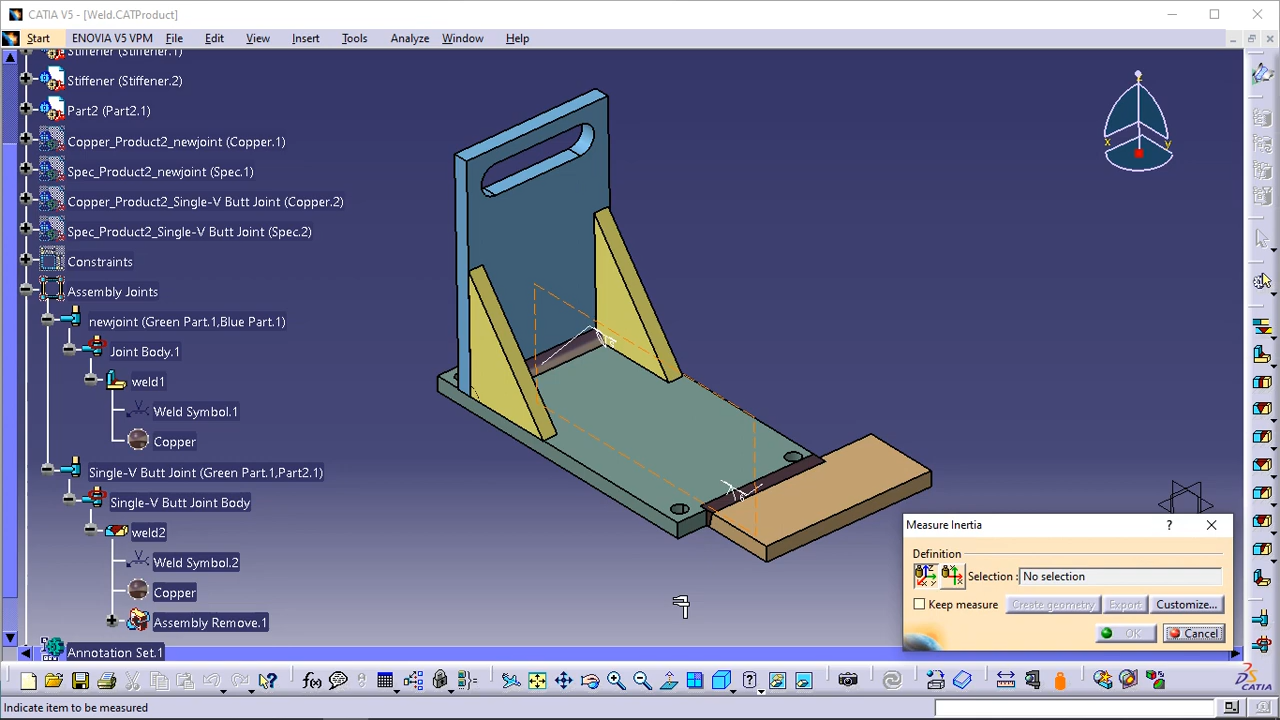 CATIA V5 - [Weld.CATProduct]
Start ENOVIA V5 VPM File Edit View Insert Tools Analyze Window Help
Stiffener (Stiffener.1)
Stiffener (Stiffener.2)
Part2 (Part2.1)
Copper_Product2_newjoint (Copper.1)
Spec_Product2_newjoint (Spec.1)
Copper_Product2_Single-V Butt Joint (Copper.2)
Spec_Product2_Single-V Butt Joint (Spec.2)
Constraints
Assembly Joints
newjoint (Green Part.1,Blue Part.1)
Joint Body.1
weld1
Weld Symbol.1
Copper
Single-V Butt Joint (Green Part.1,Part2.1)
Single-V Butt Joint Body
weld2
Weld Symbol.2
Copper
Assembly Remove.1
Annotation Set.1
z
x
y
Measure Inertia
Definition
Selection : No selection
Keep measure Create geometry Export Customize...
OK Cancel
f(x)
CATIA
Indicate item to be measured